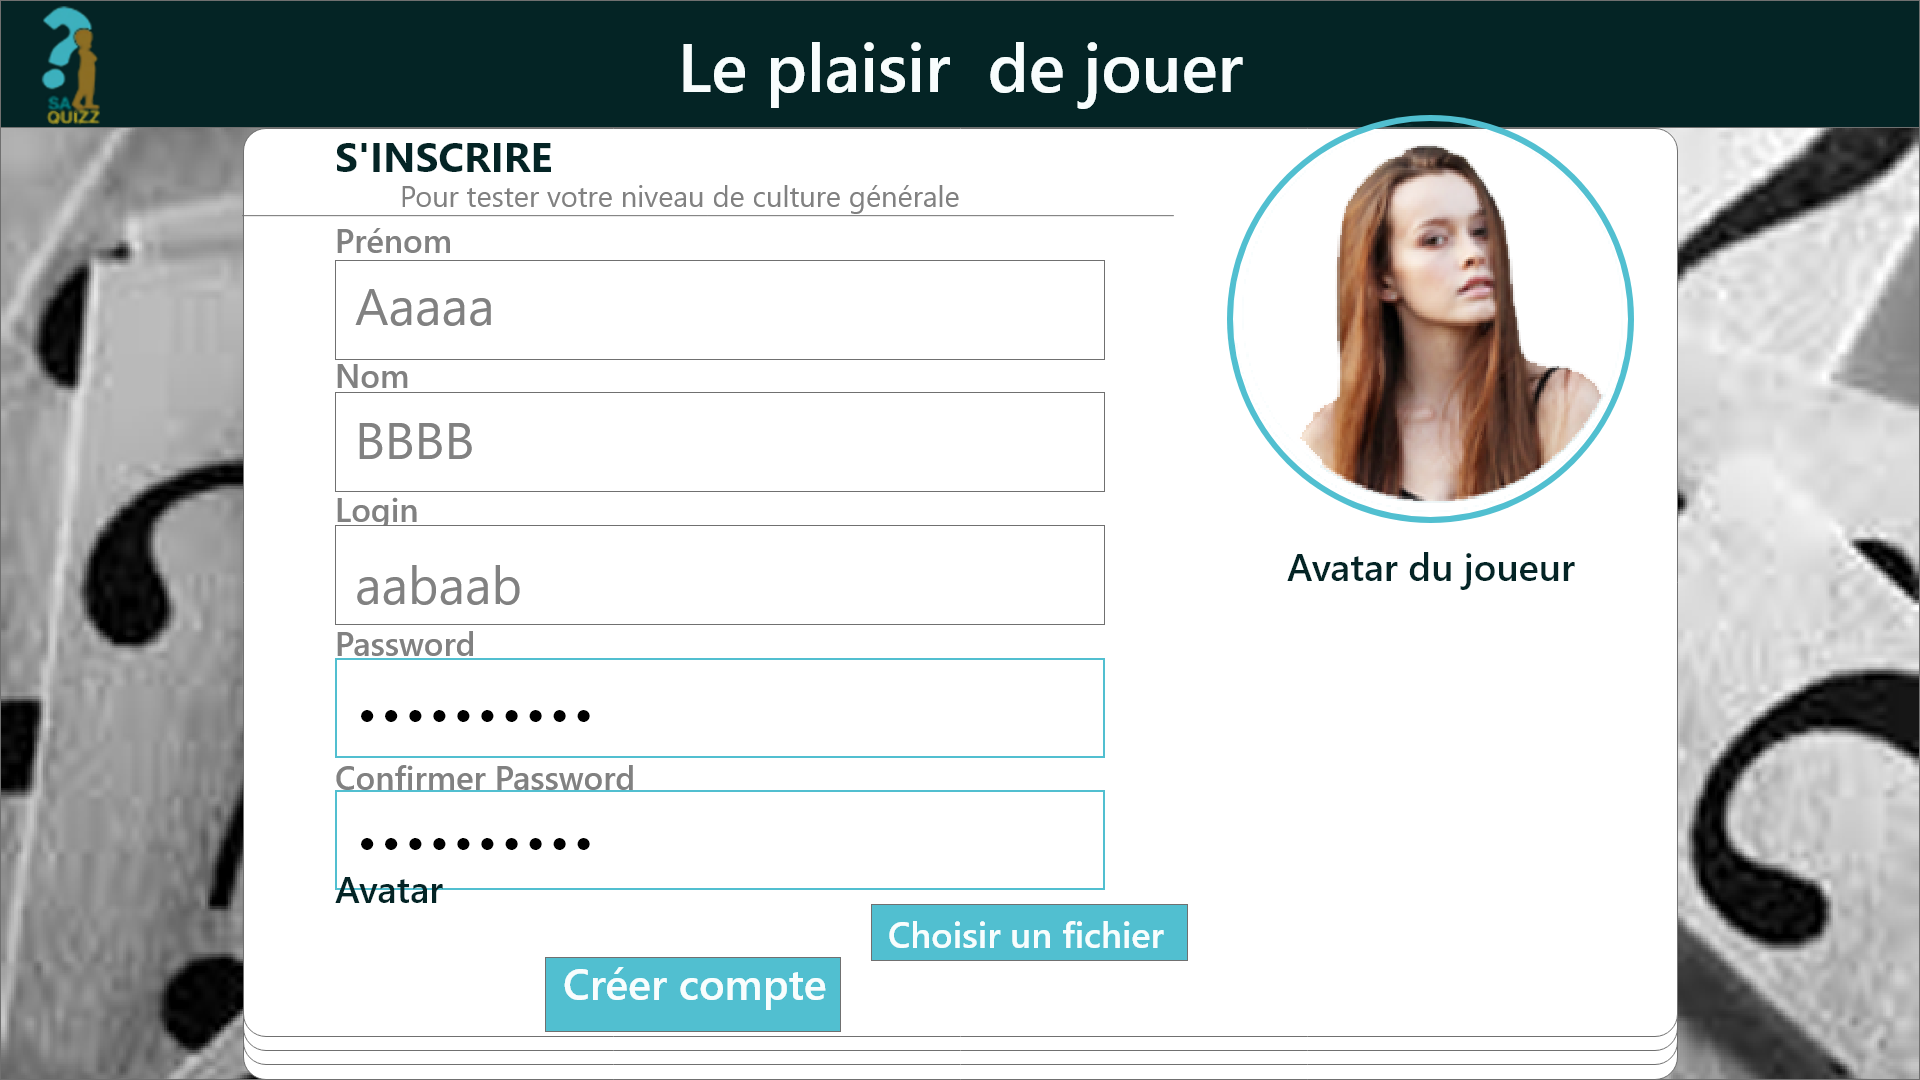 SA
QUIZZ
Le plaisir  de jouer
S'INSCRIRE
Pour tester votre niveau de culture générale
Prénom
Aaaaa
Nom
BBBB
Login
aabaab
Password
••••••••••
Confirmer Password
••••••••••
Avatar
Choisir un fichier
Créer compte
Avatar du joueur